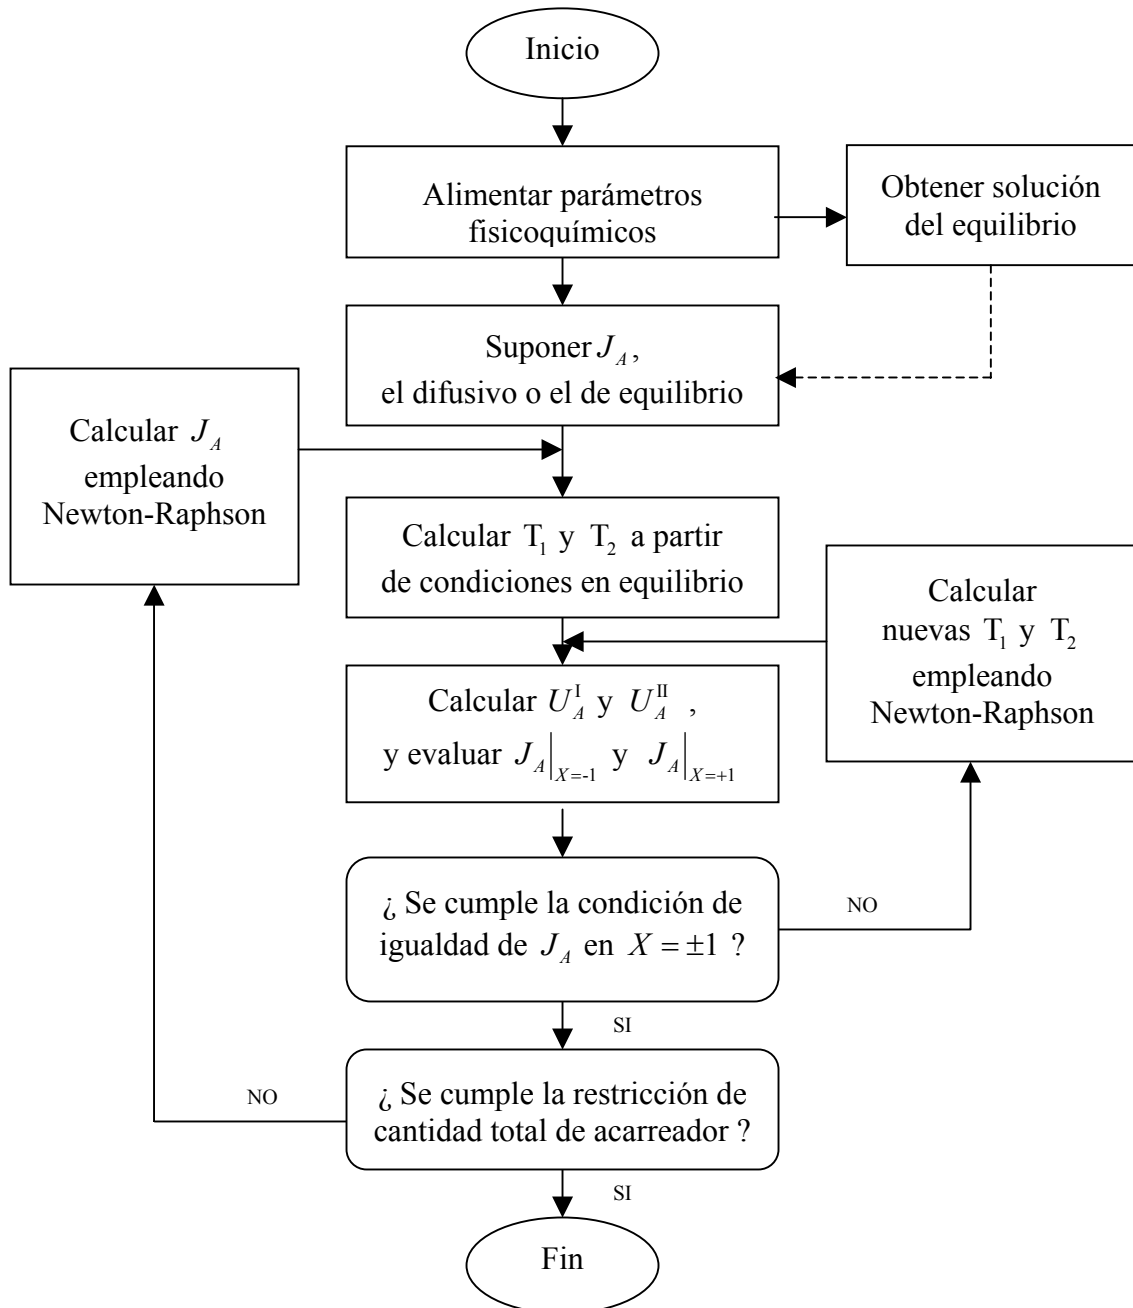 Inicio
Alimentar parámetros
fisicoquímicos
Obtener solución
del equilibrio
Suponer J_A,
el difusivo o el de equilibrio
Calcular J_A
empleando
Newton-Raphson
Calcular T₁ y T₂ a partir
de condiciones en equilibrio
Calcular
nuevas T₁ y T₂
empleando
Newton-Raphson
Calcular U_A^I y U_A^II ,
y evaluar J_A|_X=-1 y J_A|_X=+1
¿ Se cumple la condición de
igualdad de J_A en X = ±1 ?
NO
SI
¿ Se cumple la restricción de
cantidad total de acarreador ?
NO
SI
Fin